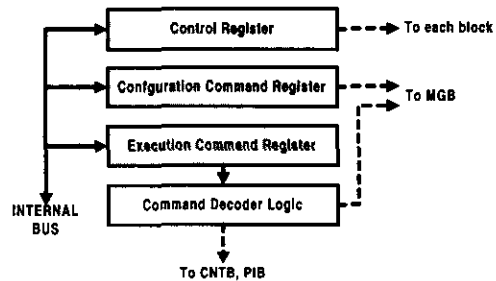 Control Register
To each block
Confguration Command Register
To MGB
Execution Command Register
INTERNAL
BUS
Command Decoder Logic
To CNTB, PIB